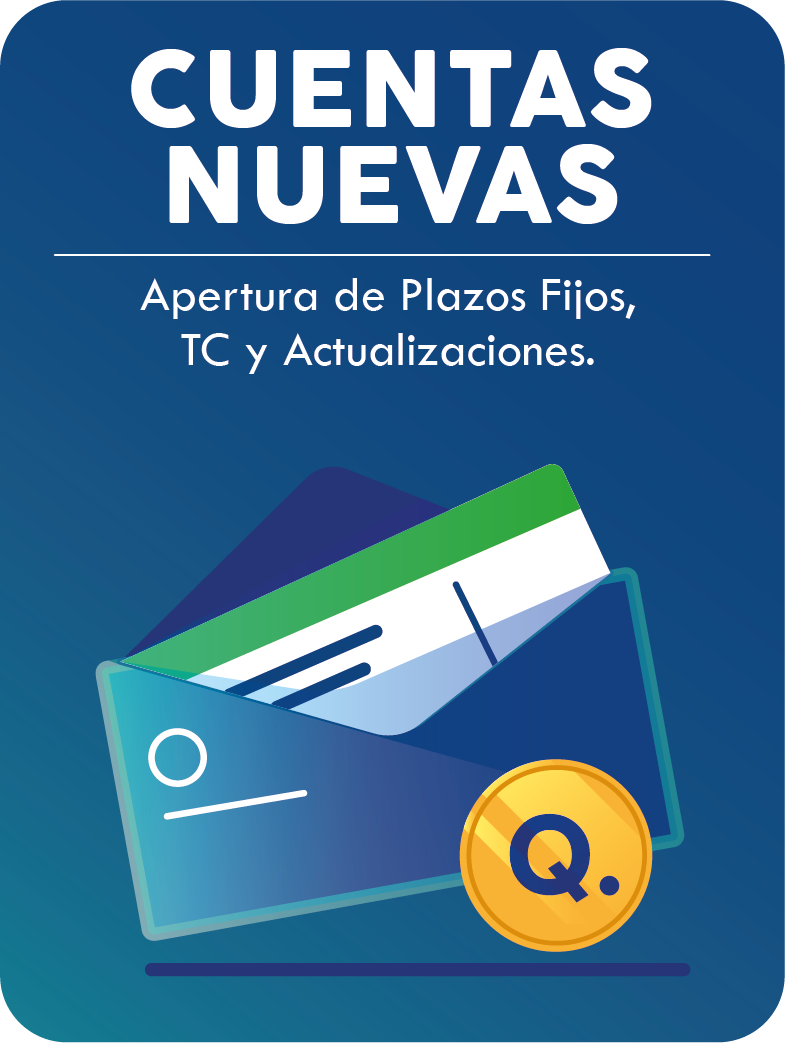 CUENTAS
NUEVAS
Apertura de Plazos Fijos,
TC y Actualizaciones.
Q.